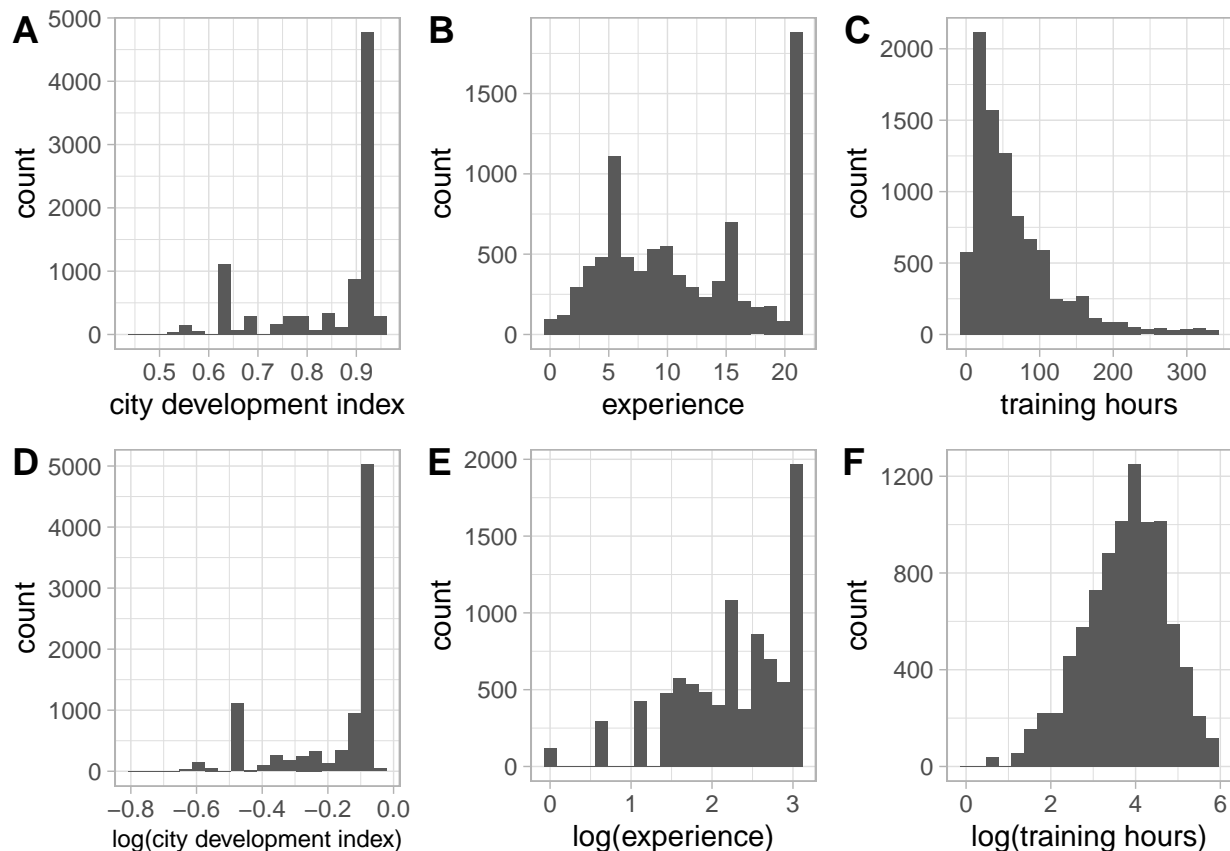 A
5000
4000
3000
2000
1000
0
count
0.5 0.6 0.7 0.8 0.9
city development index
B
1500
1000
500
0
count
0 5 10 15 20
experience
C
2000
1500
1000
500
0
count
0 100 200 300
training hours
D
5000
4000
3000
2000
1000
0
count
−0.8 −0.6 −0.4 −0.2 0.0
log(city development index)
E
2000
1500
1000
500
0
count
0 1 2 3
log(experience)
F
1200
800
400
0
count
0 2 4 6
log(training hours)